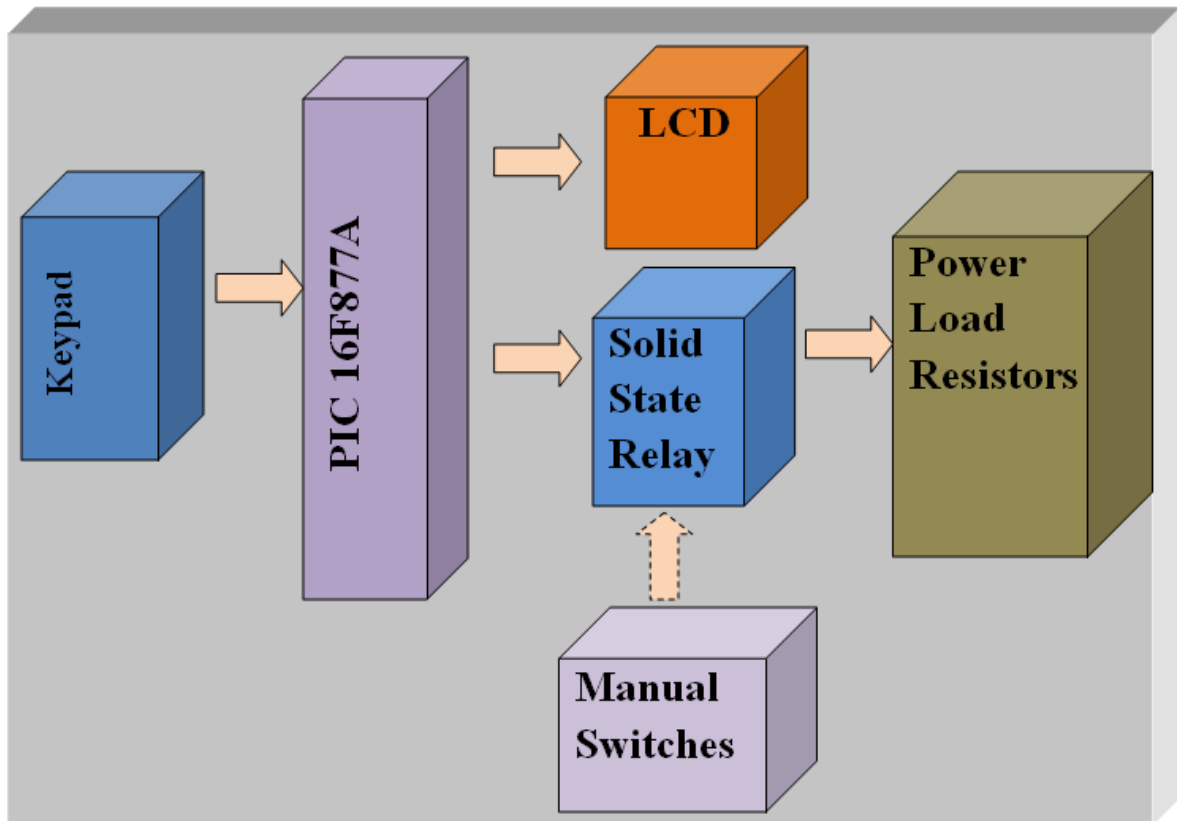 Keypad
PIC 16F877A
LCD
Solid
State
Relay
Power
Load
Resistors
Manual
Switches